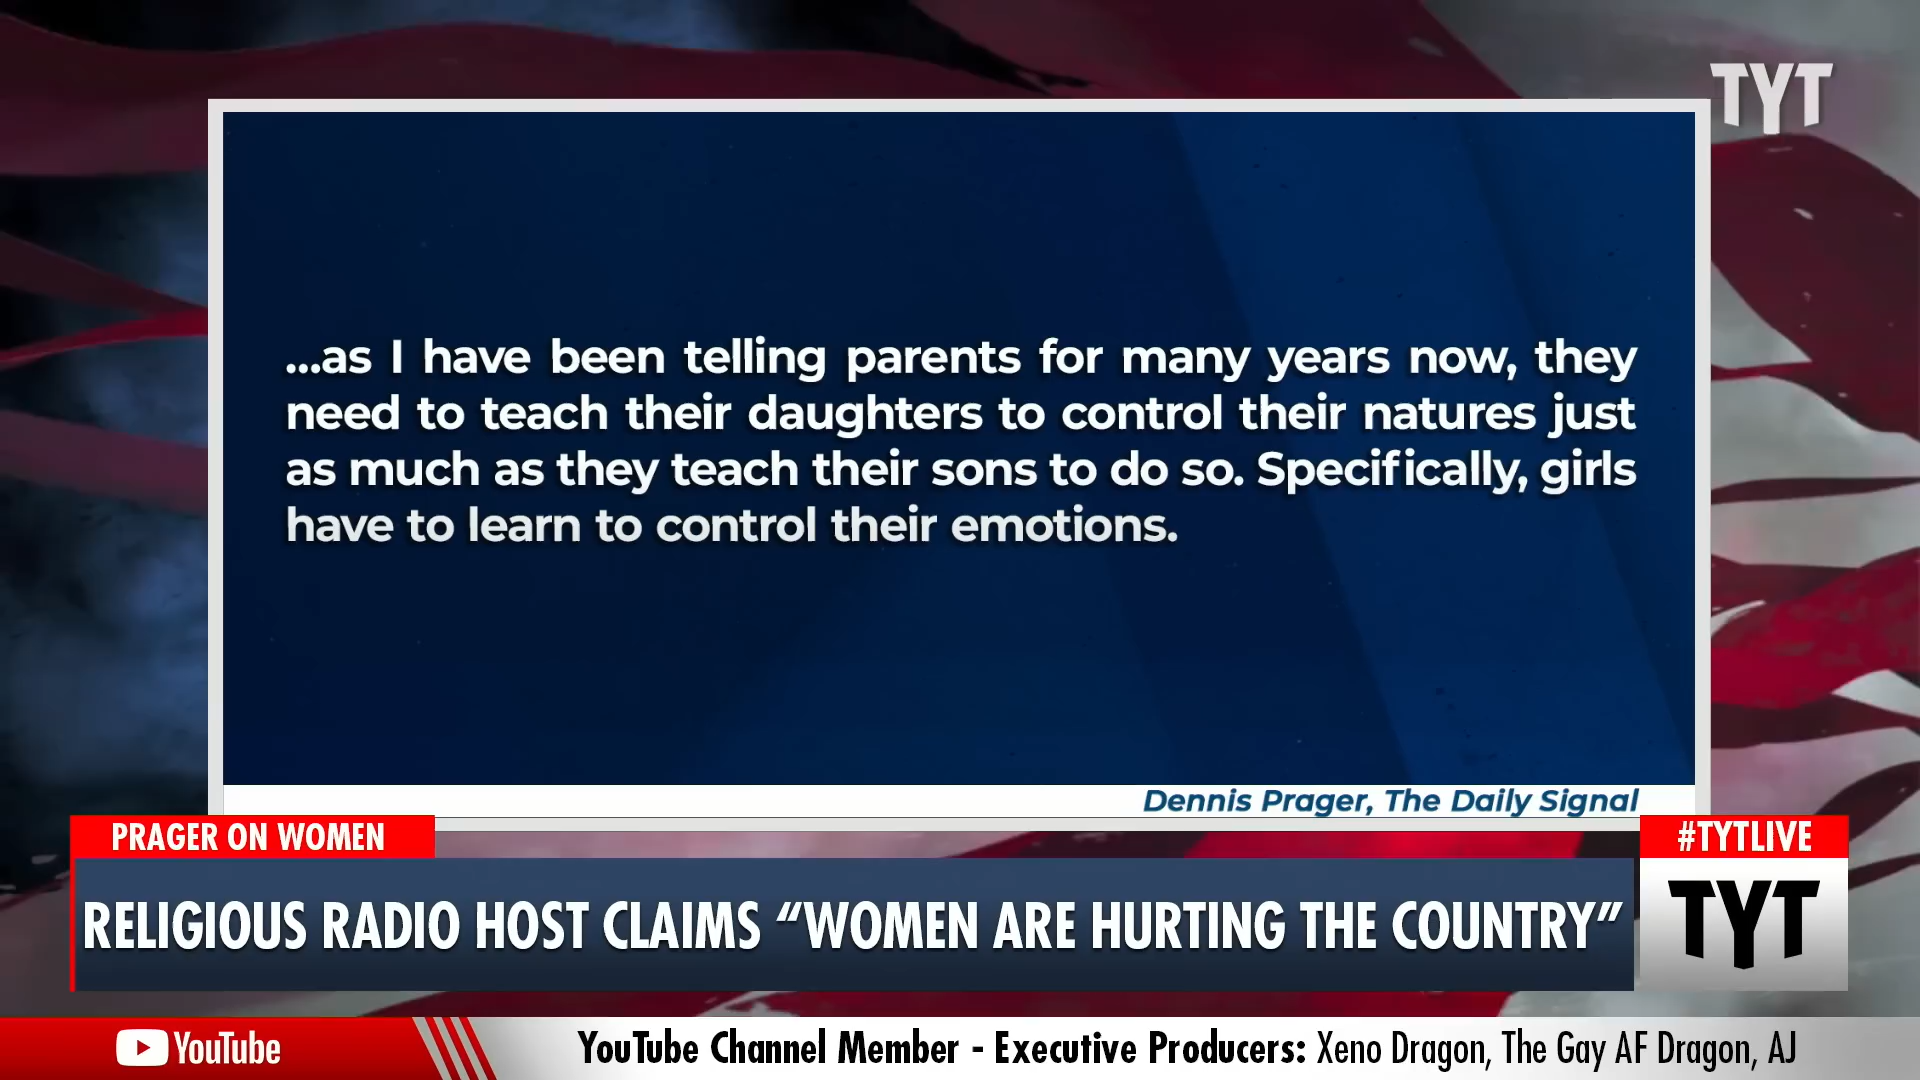 TYT
...as I have been telling parents for many years now, they
need to teach their daughters to control their natures just
as much as they teach their sons to do so. Specifically, girls
have to learn to control their emotions.
Dennis Prager, The Daily Signal
PRAGER ON WOMEN
#TYTLIVE
RELIGIOUS RADIO HOST CLAIMS “WOMEN ARE HURTING THE COUNTRY”
TYT
YouTube
YouTube Channel Member - Executive Producers: Xeno Dragon, The Gay AF Dragon, AJ